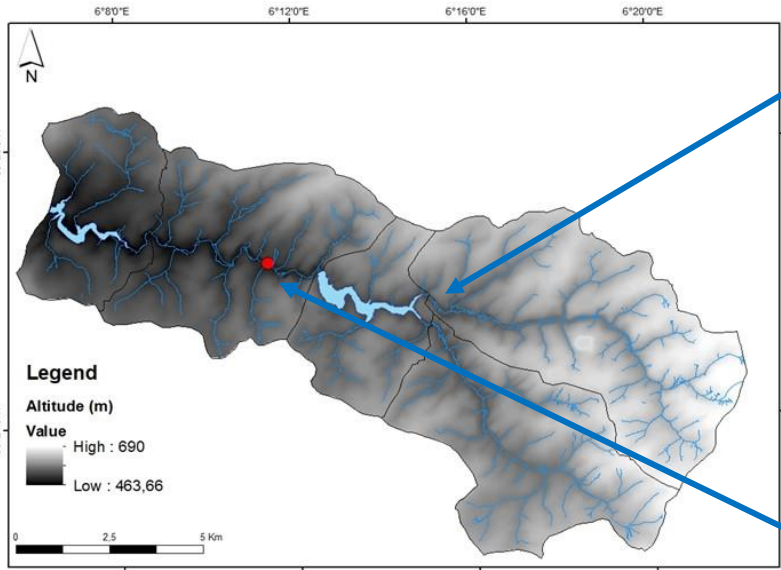 6°8'0"E 6°12'0"E 6°16'0"E 6°20'0"E
N
Legend
Altitude (m)
Value
High : 690
Low : 463,66
0 2.5 5 Km